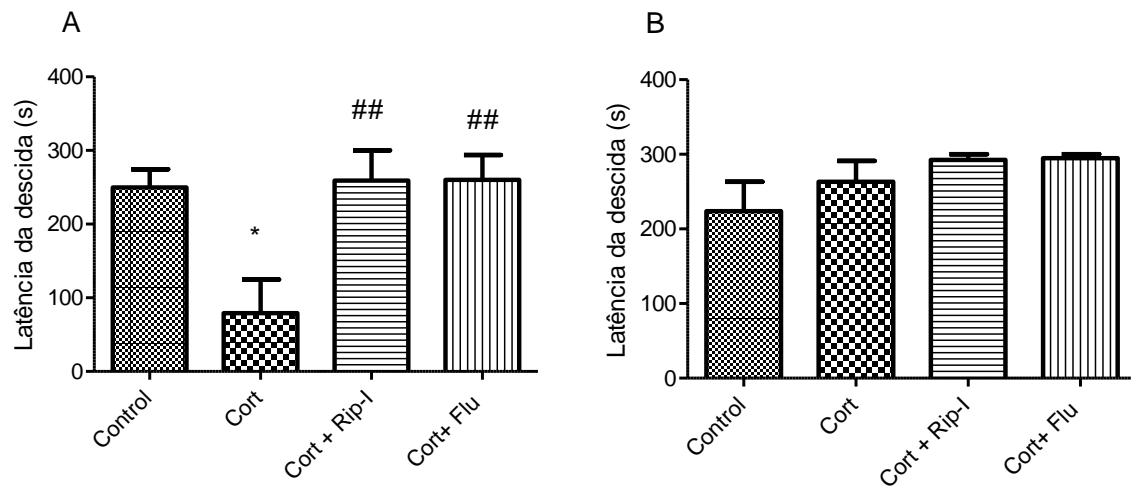 A
Latência da descida (s)
400
300
200
100
0
*
##
##
Control
Cort
Cort + Rip-I
Cort+ Flu
B
Latência da descida (s)
400
300
200
100
0
Control
Cort
Cort + Rip-I
Cort+ Flu